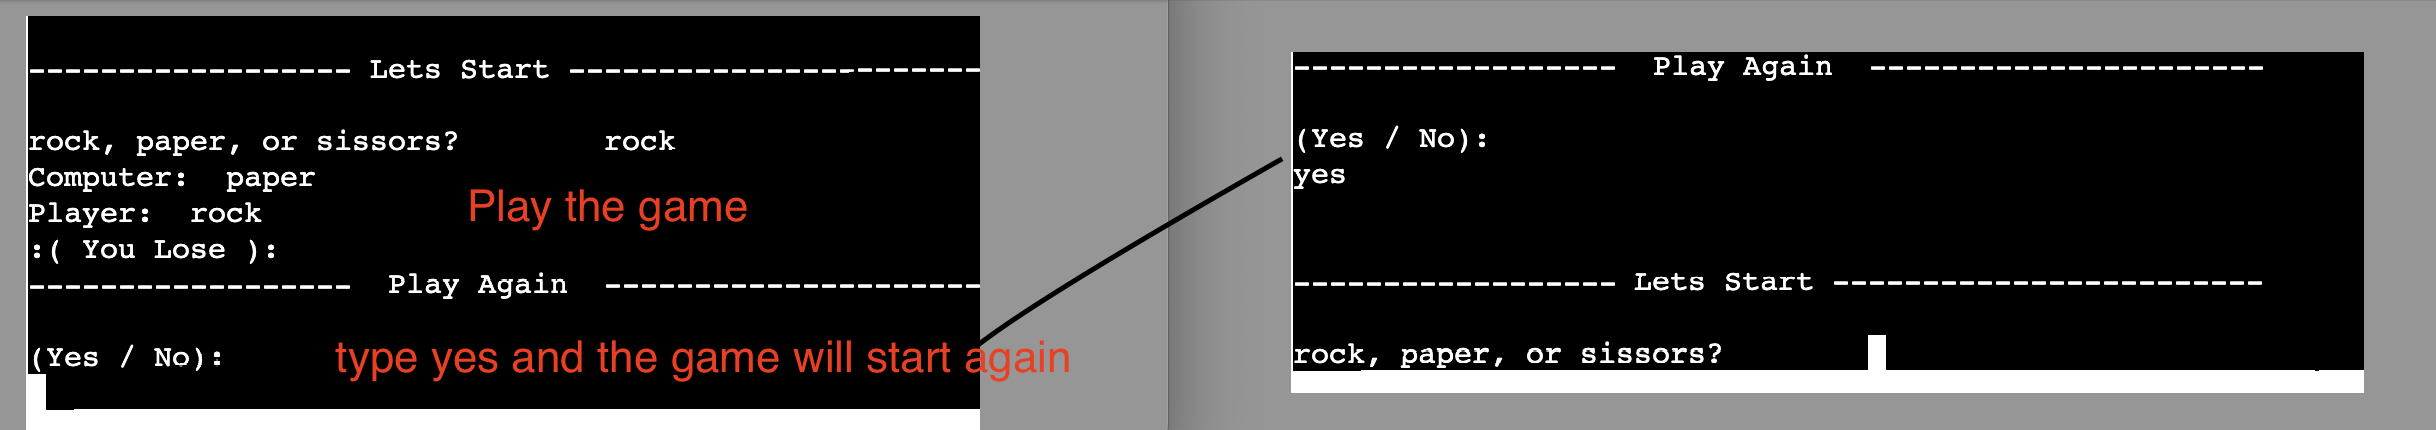 ------------------ Lets Start -----------------------
rock, paper, or sissors?        rock
Computer:  paper
Player:  rock
Play the game
:( You Lose ):
------------------  Play Again  ---------------------
(Yes / No):
type yes and the game will start again
------------------  Play Again  ----------------------
(Yes / No):
yes
------------------ Lets Start ------------------------
rock, paper, or sissors?